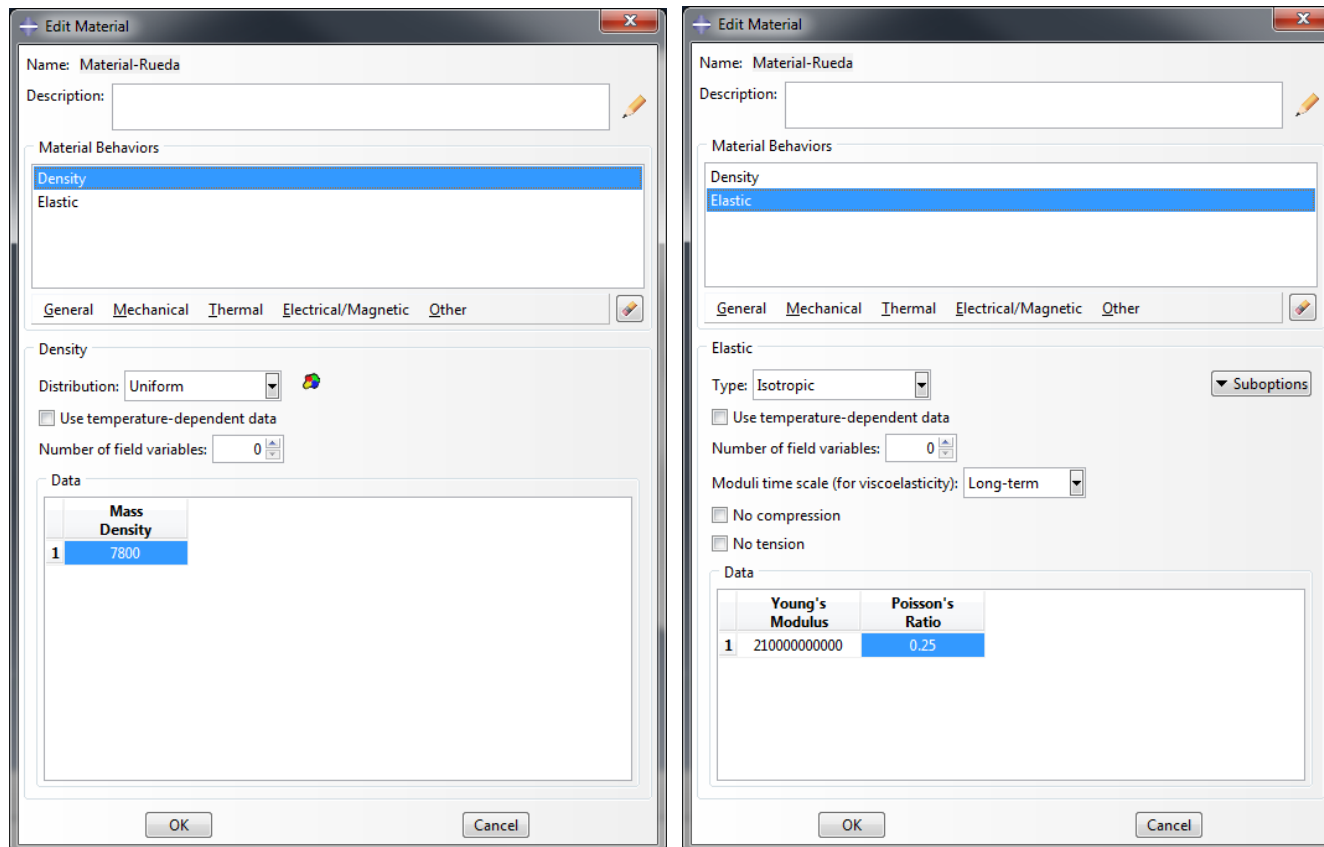 Edit Material
Name: Material-Rueda
Description:
Material Behaviors
Density
Elastic
General Mechanical Thermal Electrical/Magnetic Other
Density
Distribution: Uniform
Use temperature-dependent data
Number of field variables: 0
Data
Mass
Density
1 7800
OK Cancel
Edit Material
Name: Material-Rueda
Description:
Material Behaviors
Density
Elastic
General Mechanical Thermal Electrical/Magnetic Other
Elastic
Type: Isotropic Suboptions
Use temperature-dependent data
Number of field variables: 0
Moduli time scale (for viscoelasticity): Long-term
No compression
No tension
Data
Young's Poisson's
Modulus Ratio
1 210000000000 0.25
OK Cancel